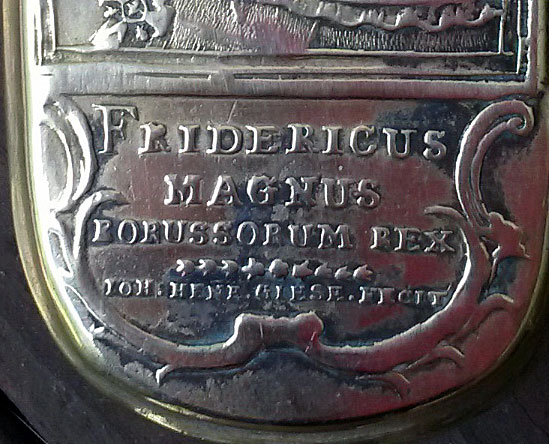 FRIDERICUS
MAGNUS
BORUSSORUM REX
IOH. HENR. GIESE. FECIT